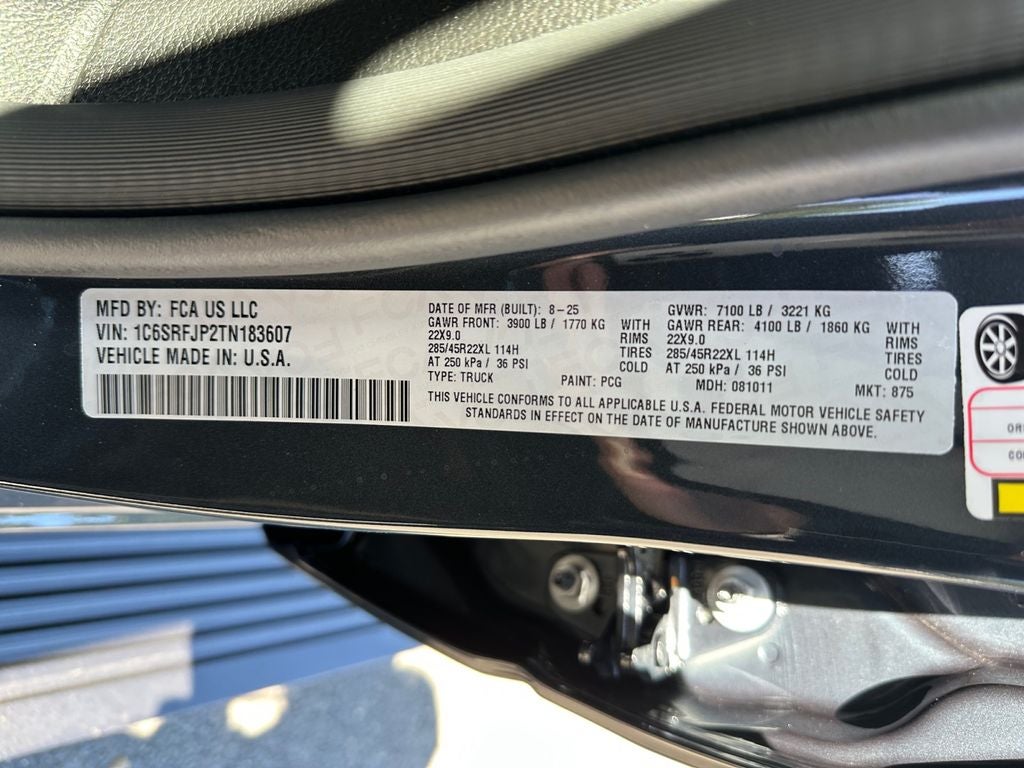 MFD BY: FCA US LLC
VIN: 1C6SRFJP2TN183607
VEHICLE MADE IN: U.S.A.
DATE OF MFR (BUILT): 8-25
GAWR FRONT: 3900 LB / 1770 KG WITH
22X9.0 RIMS
285/45R22XL 114H TIRES
AT 250 kPa / 36 PSI COLD
TYPE: TRUCK PAINT: PCG
GVWR: 7100 LB / 3221 KG
GAWR REAR: 4100 LB / 1860 KG WITH
22X9.0 RIMS
285/45R22XL 114H TIRES
AT 250 kPa / 36 PSI COLD
MDH: 081011 MKT: 875
THIS VEHICLE CONFORMS TO ALL APPLICABLE U.S.A. FEDERAL MOTOR VEHICLE SAFETY
STANDARDS IN EFFECT ON THE DATE OF MANUFACTURE SHOWN ABOVE.